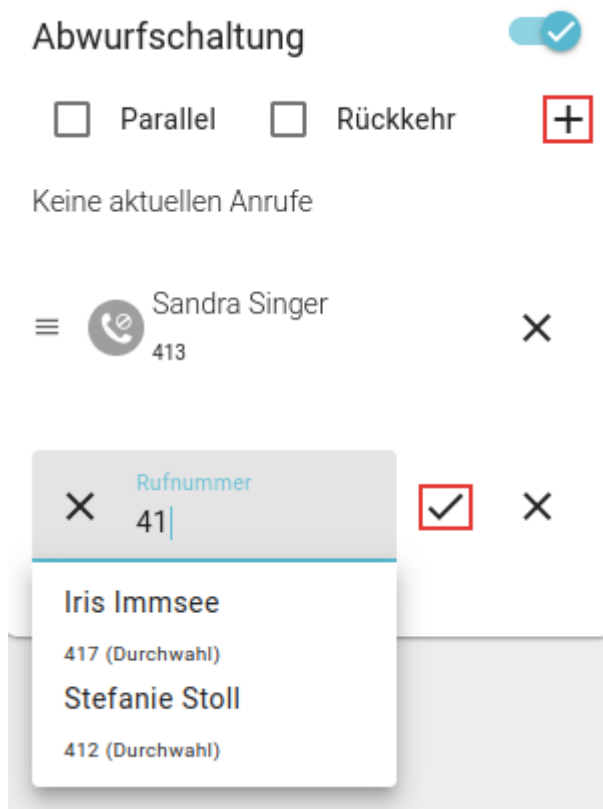 Abwurfschaltung
Parallel Rückkehr
Keine aktuellen Anrufe
Sandra Singer
413
Rufnummer
41
Iris Immsee
417 (Durchwahl)
Stefanie Stoll
412 (Durchwahl)